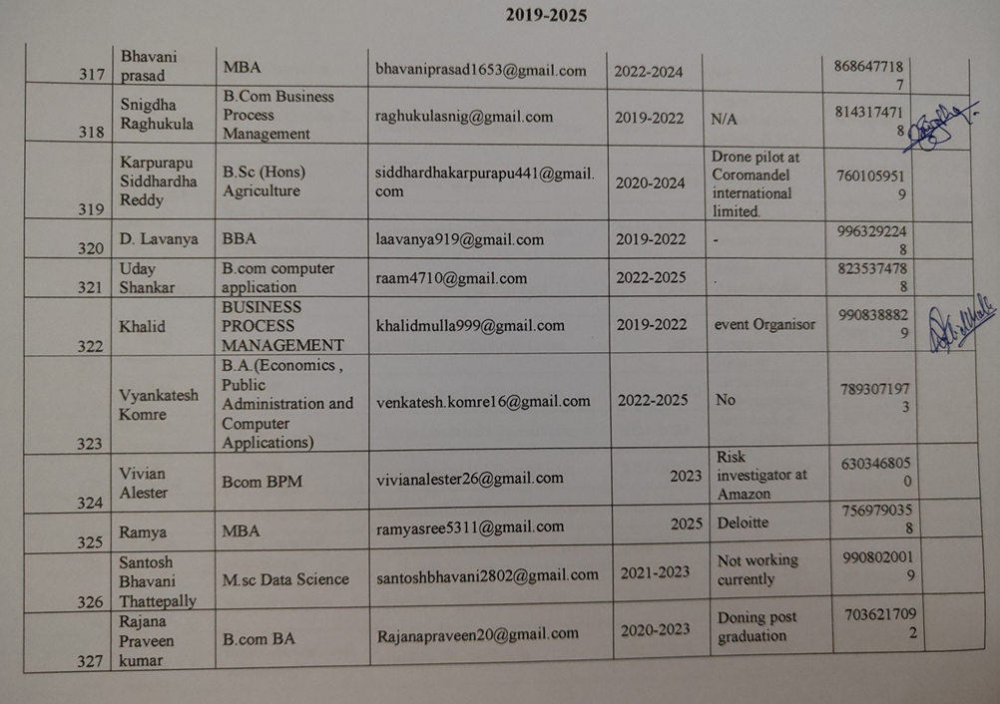 2019-2025
317 Bhavani prasad MBA bhavaniprasad1653@gmail.com 2022-2024 8686477187
318 Snigdha Raghukula B.Com Business Process Management raghukulasnig@gmail.com 2019-2022 N/A 8143174718
319 Karpurapu Siddhardha Reddy B.Sc (Hons) Agriculture siddhardhakarpurapu441@gmail.com 2020-2024 Drone pilot at Coromandel international limited. 7601059519
320 D. Lavanya BBA laavanya919@gmail.com 2019-2022 - 9963292248
321 Uday Shankar B.com computer application raam4710@gmail.com 2022-2025 . 8235374788
322 Khalid BUSINESS PROCESS MANAGEMENT khalidmulla999@gmail.com 2019-2022 event Organisor 9908388829
323 Vyankatesh Komre B.A.(Economics , Public Administration and Computer Applications) venkatesh.komre16@gmail.com 2022-2025 No 7893071973
324 Vivian Alester Bcom BPM vivianalester26@gmail.com 2023 Risk investigator at Amazon 6303468050
325 Ramya MBA ramyasree5311@gmail.com 2025 Deloitte 7569790358
326 Santosh Bhavani Thattepally M.sc Data Science santoshbhavani2802@gmail.com 2021-2023 Not working currently 9908020019
327 Rajana Praveen kumar B.com BA Rajanapraveen20@gmail.com 2020-2023 Doning post graduation 7036217092